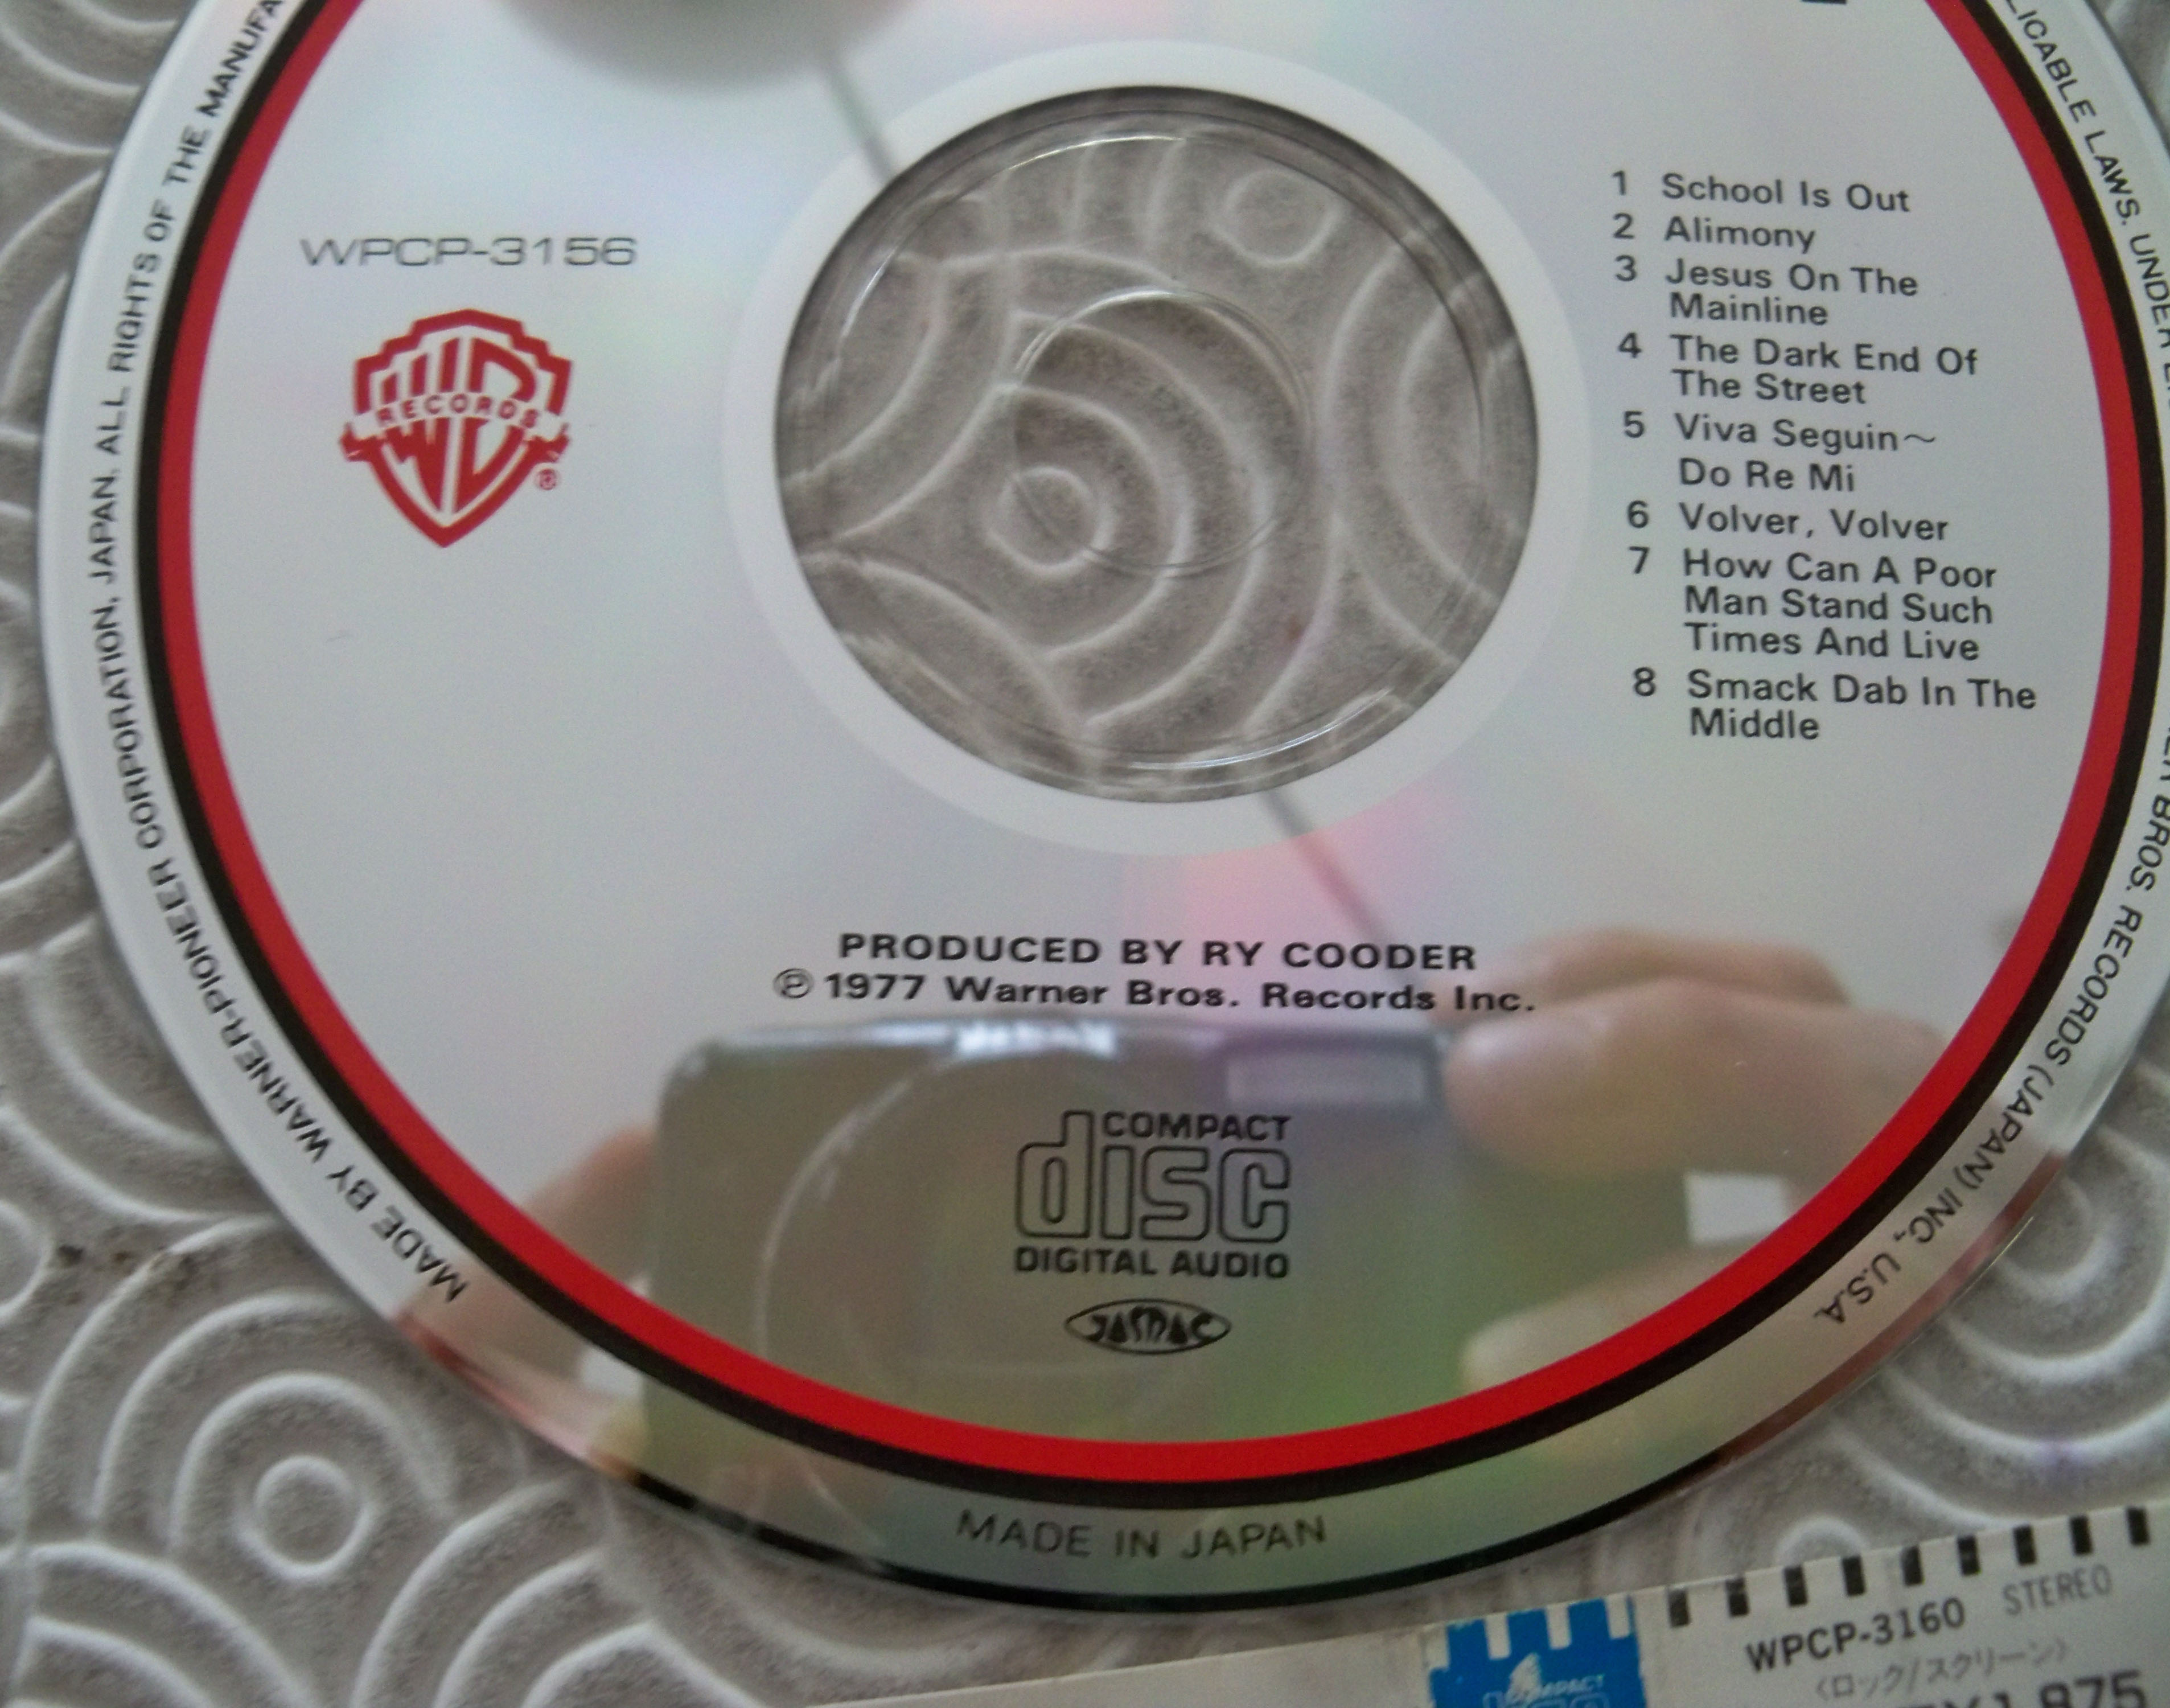 WPCP-3156
RECORDS
®
1 School Is Out
2 Alimony
3 Jesus On The
Mainline
4 The Dark End Of
The Street
5 Viva Seguin~
Do Re Mi
6 Volver, Volver
7 How Can A Poor
Man Stand Such
Times And Live
8 Smack Dab In The
Middle
PRODUCED BY RY COODER
℗ 1977 Warner Bros. Records Inc.
COMPACT
disc
DIGITAL AUDIO
JASRAC
MADE BY WARNER-PIONEER CORPORATION, JAPAN. ALL RIGHTS OF THE
LAWS. UNDER
BROS. RECORDS (JAPAN) INC., U.S.A.
MADE IN JAPAN
WPCP-3160 STEREO
〈ロック/スクリーン〉
COMPACT